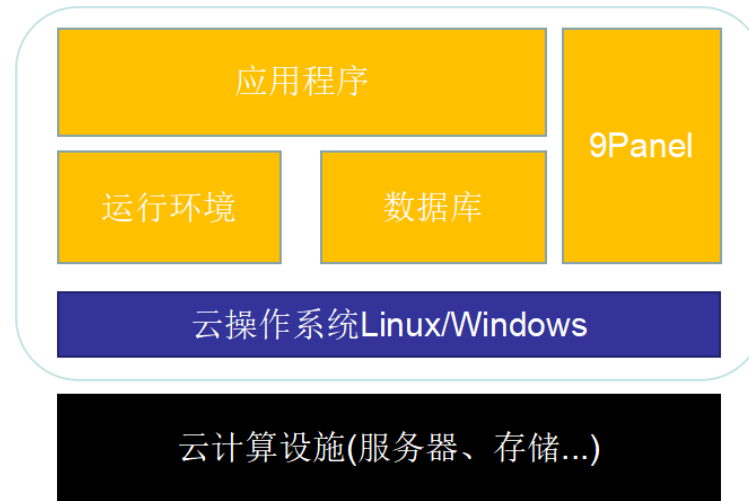 应用程序
9Panel
运行环境
数据库
云操作系统Linux/Windows
云计算设施(服务器、存储...)